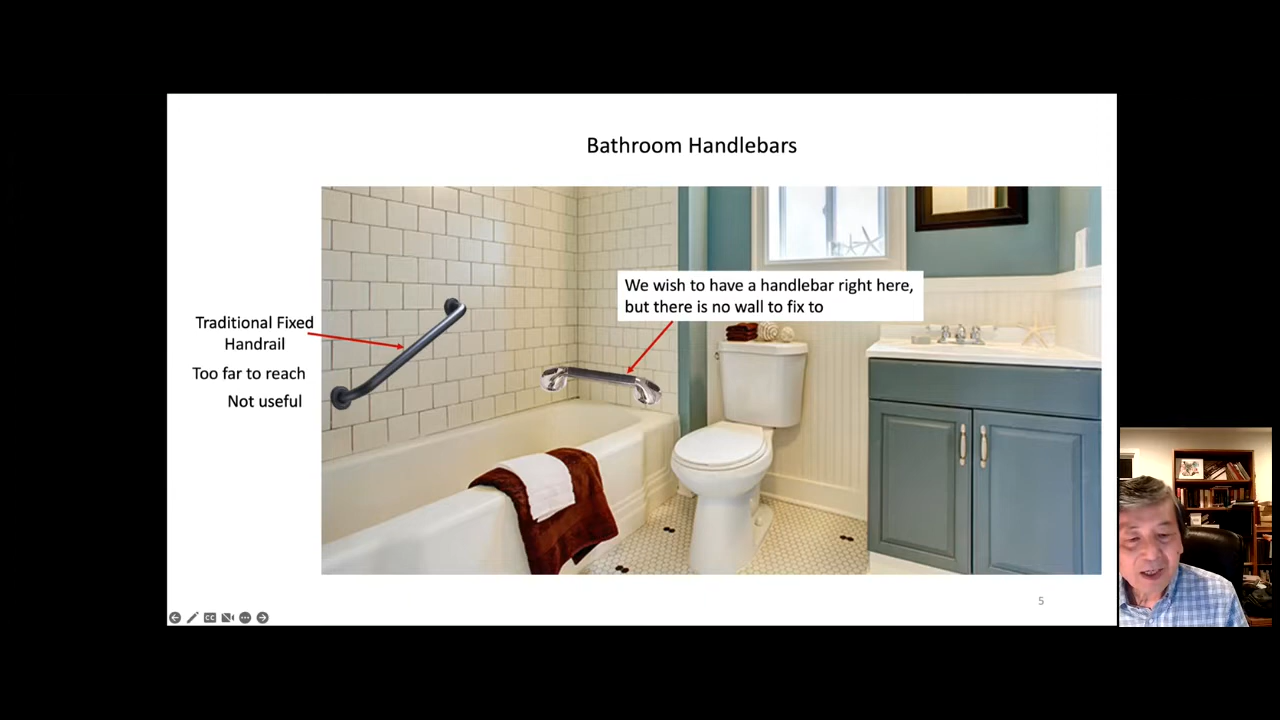 Bathroom Handlebars
We wish to have a handlebar right here,
but there is no wall to fix to
Traditional Fixed
Handrail
Too far to reach
Not useful
5
CC